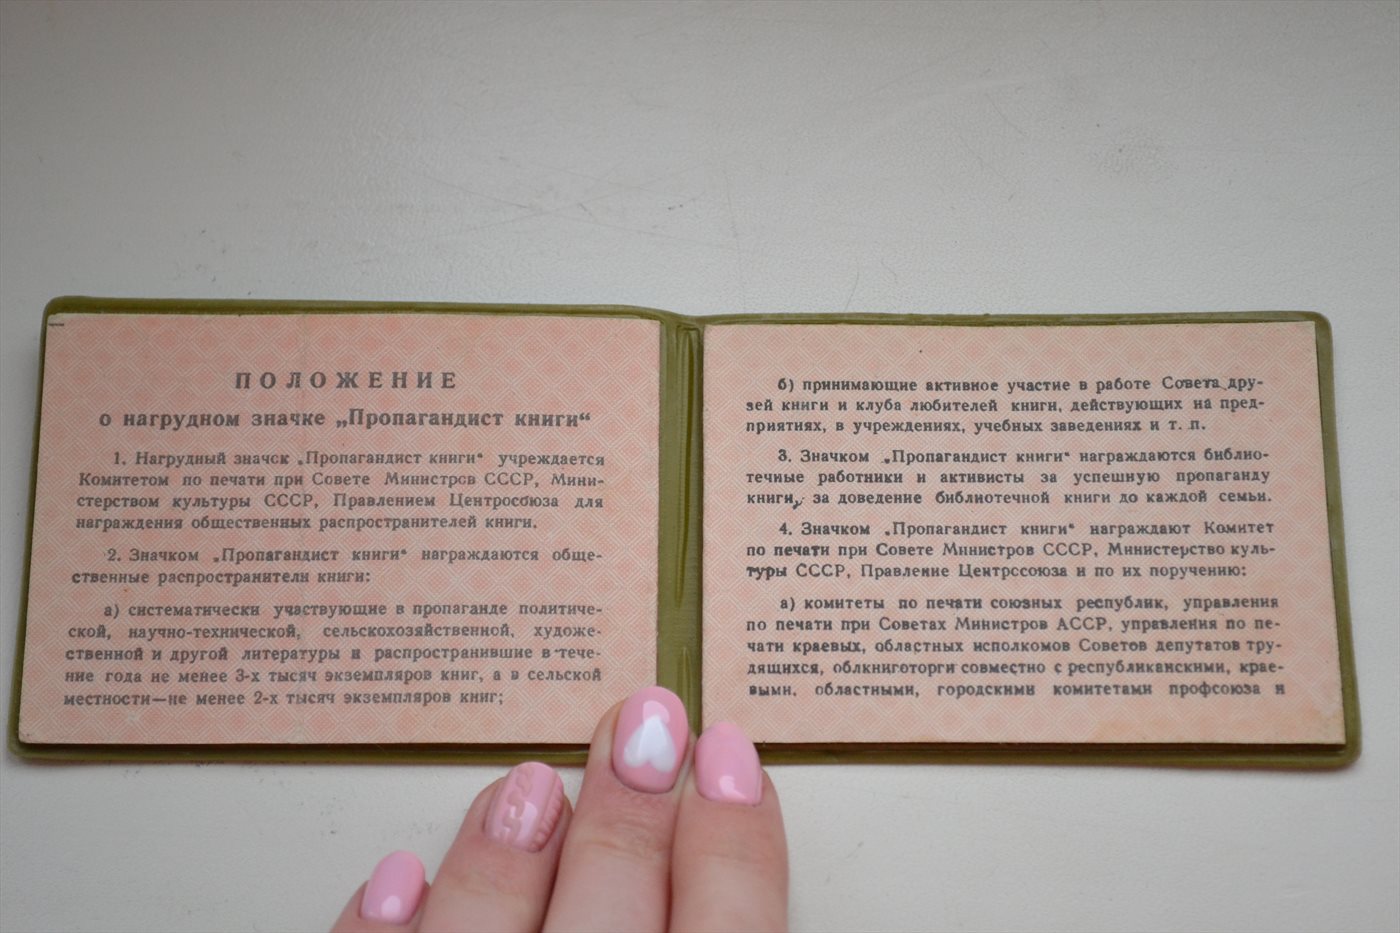 ПОЛОЖЕНИЕ
о нагрудном значке „Пропагандист книги“
1. Нагрудный значок „Пропагандист книги“ учреждается
Комитетом по печати при Совете Министров СССР, Мини-
стерством культуры СССР, Правлением Центросоюза для
награждения общественных распространителей книги.
2. Значком „Пропагандист книги“ награждаются обще-
ственные распространители книги:
а) систематически участвующие в пропаганде политиче-
ской, научно-технической, сельскохозяйственной, художе-
ственной и другой литературы и распространившие в тече-
ние года не менее 3-х тысяч экземпляров книг, а в сельской
местности—не менее 2-х тысяч экземпляров книг;
б) принимающие активное участие в работе Совета дру-
зей книги и клуба любителей книги, действующих на пред-
приятиях, в учреждениях, учебных заведениях и т. п.
3. Значком „Пропагандист книги“ награждаются библио-
течные работники и активисты за успешную пропаганду
книги, за доведение библиотечной книги до каждой семьи.
4. Значком „Пропагандист книги“ награждают Комитет
по печати при Совете Министров СССР, Министерство куль-
туры СССР, Правление Центросоюза и по их поручению:
а) комитеты по печати союзных республик, управления
по печати при Советах Министров АССР, управления по пе-
чати краевых, областных исполкомов Советов депутатов тру-
дящихся, облкниготорги совместно с республиканскими, крае-
выми, областными, городскими комитетами профсоюза и